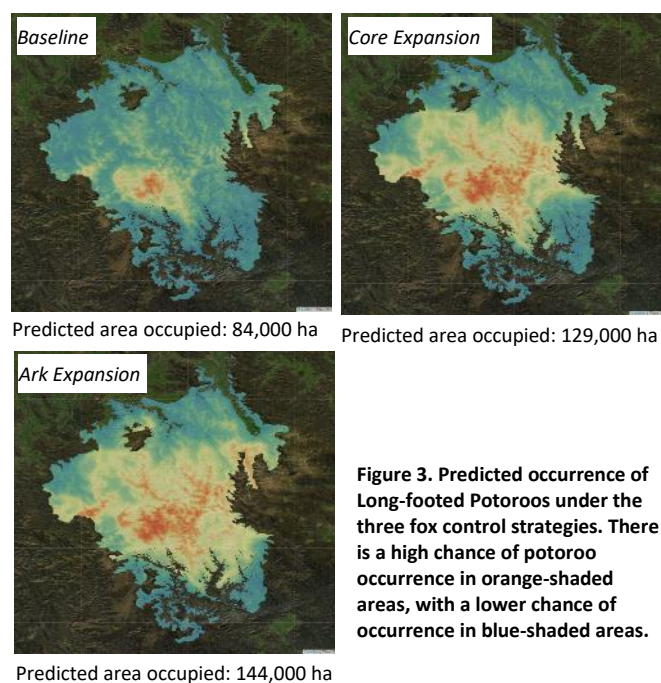 Baseline
Core Expansion
Predicted area occupied: 84,000 ha
Predicted area occupied: 129,000 ha
Ark Expansion
Figure 3. Predicted occurrence of
Long-footed Potoroos under the
three fox control strategies. There
is a high chance of potoroo
occurrence in orange-shaded
areas, with a lower chance of
occurrence in blue-shaded areas.
Predicted area occupied: 144,000 ha